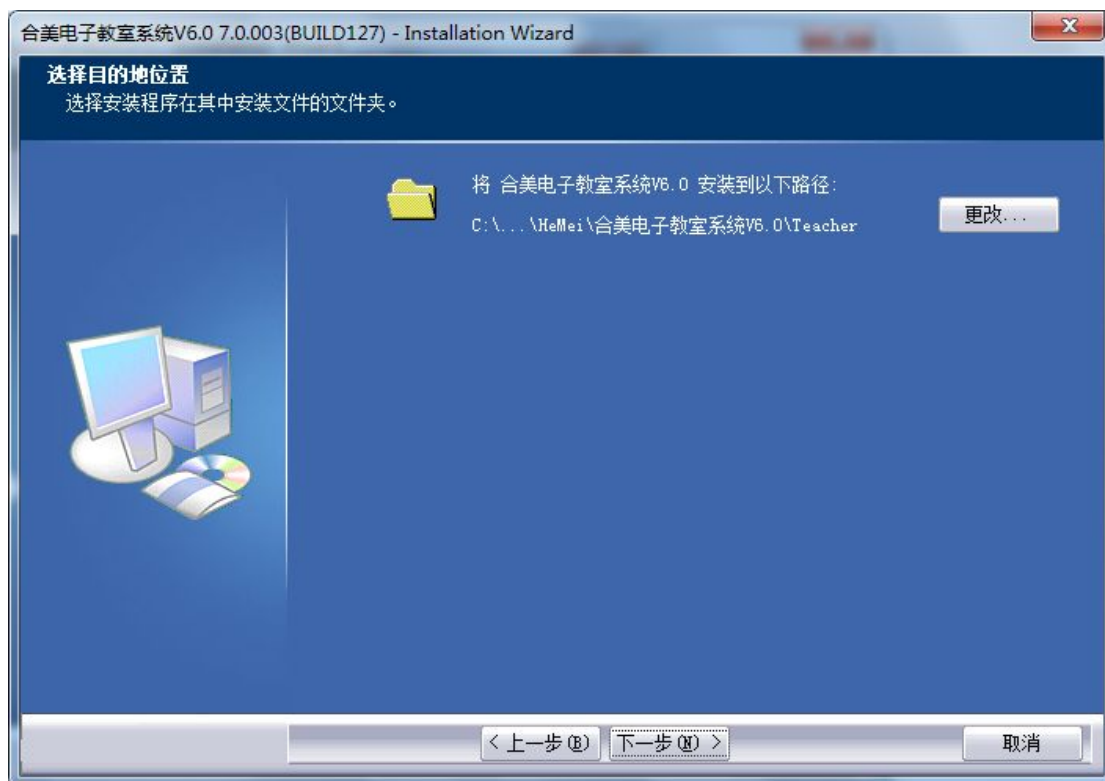 合美电子教室系统V6.0 7.0.003(BUILD127) - Installation Wizard
选择目的地位置
选择安装程序在其中安装文件的文件夹。
将 合美电子教室系统V6.0 安装到以下路径:
C:\...\HeMei\合美电子教室系统V6.0\Teacher
更改...
< 上一步(B)
下一步(N) >
取消